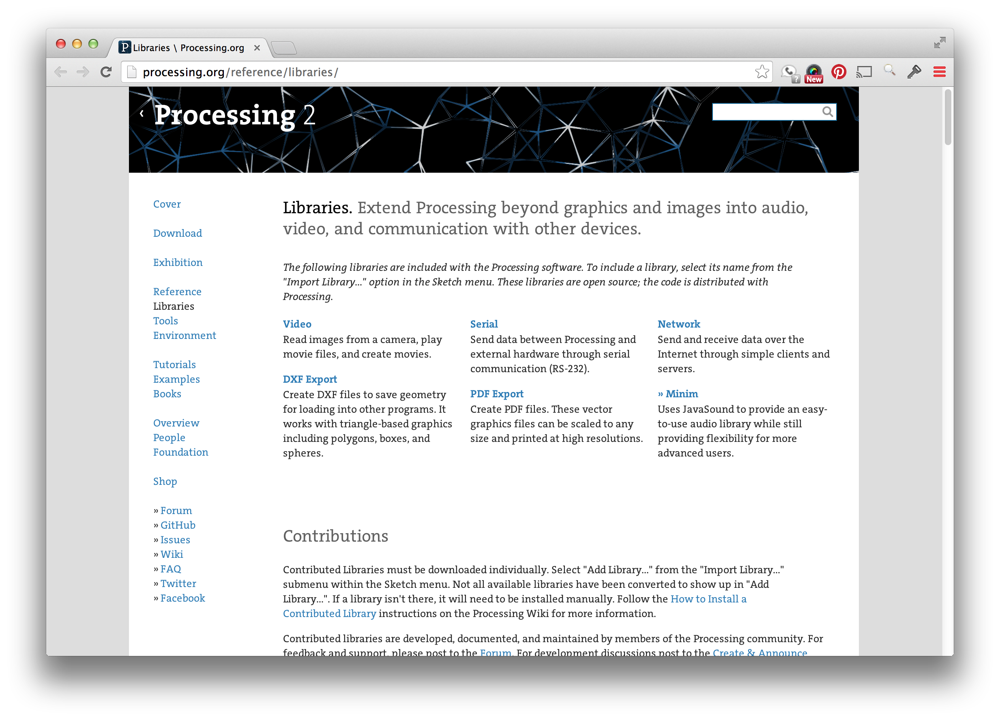 Libraries \ Processing.org
processing.org/reference/libraries/
?
New
‹ Processing 2
Cover
Download
Exhibition
Reference
Libraries
Tools
Environment
Tutorials
Examples
Books
Overview
People
Foundation
Shop
» Forum
» GitHub
» Issues
» Wiki
» FAQ
» Twitter
» Facebook
Libraries. Extend Processing beyond graphics and images into audio,
video, and communication with other devices.
The following libraries are included with the Processing software. To include a library, select its name from the
"Import Library..." option in the Sketch menu. These libraries are open source; the code is distributed with
Processing.
Video
Read images from a camera, play
movie files, and create movies.
DXF Export
Create DXF files to save geometry
for loading into other programs. It
works with triangle-based graphics
including polygons, boxes, and
spheres.
Serial
Send data between Processing and
external hardware through serial
communication (RS-232).
PDF Export
Create PDF files. These vector
graphics files can be scaled to any
size and printed at high resolutions.
Network
Send and receive data over the
Internet through simple clients and
servers.
» Minim
Uses JavaSound to provide an easy-
to-use audio library while still
providing flexibility for more
advanced users.
Contributions
Contributed Libraries must be downloaded individually. Select "Add Library..." from the "Import Library..."
submenu within the Sketch menu. Not all available libraries have been converted to show up in "Add
Library...". If a library isn't there, it will need to be installed manually. Follow the How to Install a
Contributed Library instructions on the Processing Wiki for more information.
Contributed libraries are developed, documented, and maintained by members of the Processing community. For
feedback and support, please post to the Forum. For development discussions post to the Create & Announce